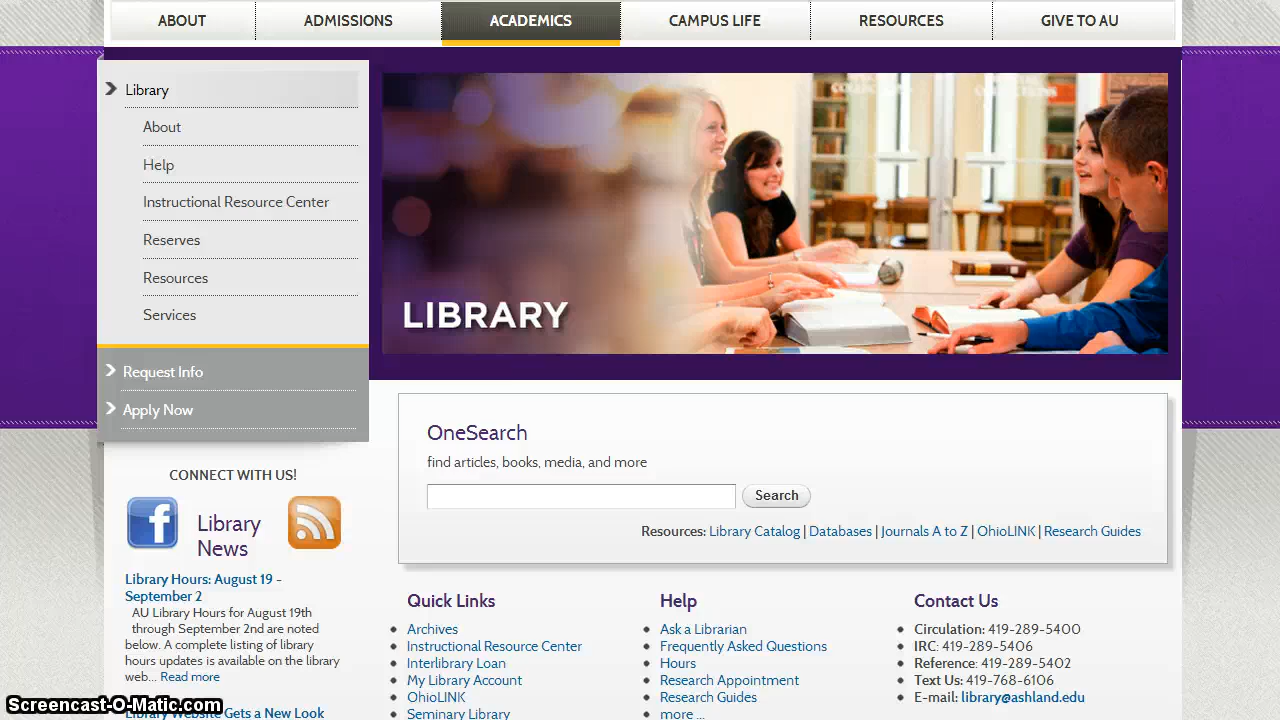 ABOUT
ADMISSIONS
ACADEMICS
CAMPUS LIFE
RESOURCES
GIVE TO AU
Library
About
Help
Instructional Resource Center
Reserves
Resources
Services
Request Info
Apply Now
LIBRARY
CONNECT WITH US!
Library
News
Library Hours: August 19 -
September 2
AU Library Hours for August 19th
through September 2nd are noted
below. A complete listing of library
hours updates is available on the library
web... Read more
Library Website Gets a New Look
OneSearch
find articles, books, media, and more
Search
Resources: Library Catalog | Databases | Journals A to Z | OhioLINK | Research Guides
Quick Links
Archives
Instructional Resource Center
Interlibrary Loan
My Library Account
OhioLINK
Seminary Library
Help
Ask a Librarian
Frequently Asked Questions
Hours
Research Appointment
Research Guides
more ...
Contact Us
Circulation: 419-289-5400
IRC: 419-289-5406
Reference: 419-289-5402
Text Us: 419-768-6106
E-mail: library@ashland.edu
Screencast-O-Matic.com